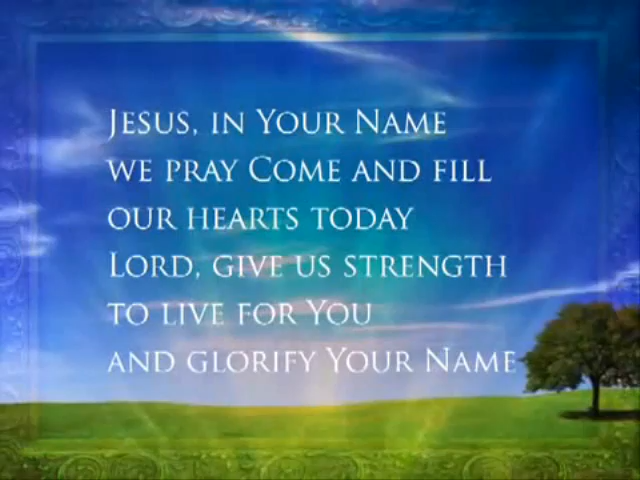 Jesus, in Your Name
we pray Come and fill
our hearts today
Lord, give us strength
to live for You
and glorify Your Name